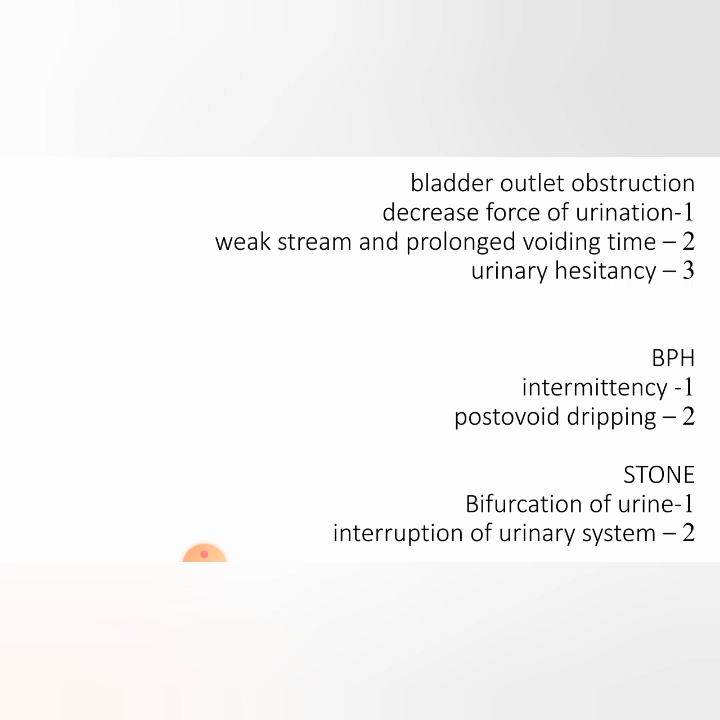 bladder outlet obstruction
decrease force of urination-1
weak stream and prolonged voiding time – 2
urinary hesitancy – 3
BPH
intermittency -1
postovoid dripping – 2
STONE
Bifurcation of urine-1
interruption of urinary system – 2